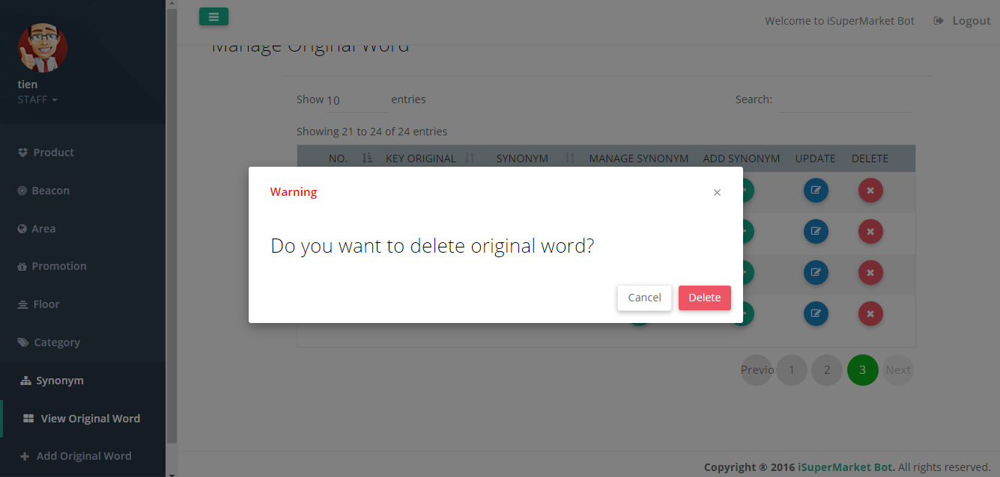 tien
STAFF
Product
Beacon
Area
Promotion
Floor
Category
Synonym
View Original Word
Add Original Word
Welcome to iSuperMarket Bot Logout
Manage Original Word
Show 10 entries
Search:
Showing 21 to 24 of 24 entries
NO. KEY ORIGINAL SYNONYM MANAGE SYNONYM ADD SYNONYM UPDATE DELETE
Warning ×
Do you want to delete original word?
Cancel Delete
Previo 1 2 3 Next
Copyright ® 2016 iSuperMarket Bot. All rights reserved.